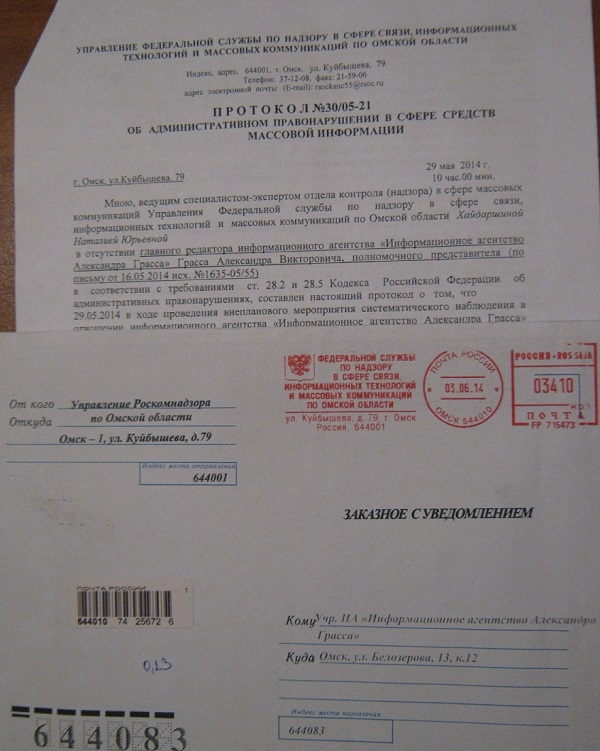 УПРАВЛЕНИЕ ФЕДЕРАЛЬНОЙ СЛУЖБЫ ПО НАДЗОРУ В СФЕРЕ СВЯЗИ, ИНФОРМАЦИОННЫХ
ТЕХНОЛОГИЙ И МАССОВЫХ КОММУНИКАЦИЙ ПО ОМСКОЙ ОБЛАСТИ
Индекс, адрес 644001, г. Омск, ул. Куйбышева, 79
Телефон: 37-12-08, факс: 21-59-06
адрес электронной почты (E-mail): rsockanc55@rsoc.ru
ПРОТОКОЛ №30/05-21
ОБ АДМИНИСТРАТИВНОМ ПРАВОНАРУШЕНИИ В СФЕРЕ СРЕДСТВ
МАССОВОЙ ИНФОРМАЦИИ
29 мая 2014 г.
г. Омск, ул.Куйбышева, 79
10 час.00 мин.
Мною, ведущим специалистом-экспертом отдела контроля (надзора) в сфере массовых
коммуникаций Управления Федеральной службы по надзору в сфере связи,
информационных технологий и массовых коммуникаций по Омской области Хайдаршиной
Наталией Юрьевной
в отсутствии главного редактора информационного агентства «Информационное агентство
Александра Грасса» Грасса Александра Викторовича, полномочного представителя (по
письму от 16.05.2014 исх. №1635-05/55)
в соответствии с требованиями ст. 28.2 и 28.5 Кодекса Российской Федерации об
административных правонарушениях, составлен настоящий протокол о том, что
29.05.2014 в ходе проведения внепланового мероприятия систематического наблюдения в
отношении информационного агентства «Информационное агентство Александра Грасса»
ФЕДЕРАЛЬНОЙ СЛУЖБЫ
ПО НАДЗОРУ
В СФЕРЕ СВЯЗИ,
ИНФОРМАЦИОННЫХ ТЕХНОЛОГИЙ
И МАССОВЫХ КОММУНИКАЦИЙ
ПО ОМСКОЙ ОБЛАСТИ
ул. Куйбышева, д. 79, г. Омск
Россия, 644001
ПОЧТА РОССИИ
03.06.14
ОМСК 644010
РОССИЯ-ROSSIJA
03410
ПОЧТА
FP 715473
От кого Управление Роскомнадзора
Откуда по Омской области
Омск – 1, ул. Куйбышева, д.79
Индекс места отправления
644001
ЗАКАЗНОЕ С УВЕДОМЛЕНИЕМ
ПОЧТА РОССИИ 1
644010 74 25672 6
0,13
Кому Учр. ИА «Информационное агентство Александра
Грасса»
Куда Омск, ул. Белозерова, 13, к.12
Индекс места назначения
644083
644083